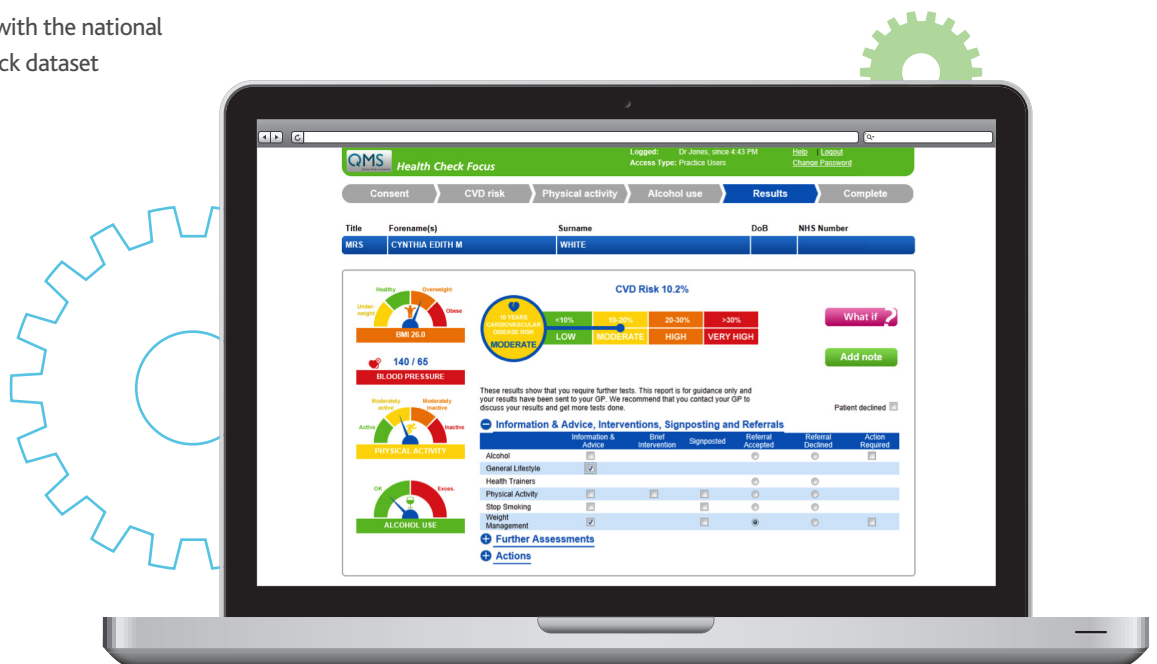 with the national
ck dataset
QMS Health Check Focus
Logged: Dr Jones, since 4:43 PM
Access Type: Practice Users
Help | Logout
Change Password
Consent CVD risk Physical activity Alcohol use Results Complete
Title Forename(s) Surname DoB NHS Number
MRS CYNTHIA EDITH M WHITE
Under-
weight
Healthy
Overweight
Obese
BMI 26.0
140 / 65
BLOOD PRESSURE
Active
Moderately
active
Moderately
inactive
Inactive
PHYSICAL ACTIVITY
OK
Exces.
ALCOHOL USE
CVD Risk 10.2%
10 YEARS
CARDIOVASCULAR
DISEASE RISK
MODERATE
<10% 10-20% 20-30% >30%
LOW MODERATE HIGH VERY HIGH
What if ?
Add note
These results show that you require further tests. This report is for guidance only and
your results have been sent to your GP. We recommend that you contact your GP to
discuss your results and get more tests done.
Patient declined
Information & Advice, Interventions, Signposting and Referrals
Information &
Advice
Brief
Intervention
Signposted
Referral
Accepted
Referral
Declined
Action
Required
Alcohol
General Lifestyle
Health Trainers
Physical Activity
Stop Smoking
Weight
Management
Further Assessments
Actions